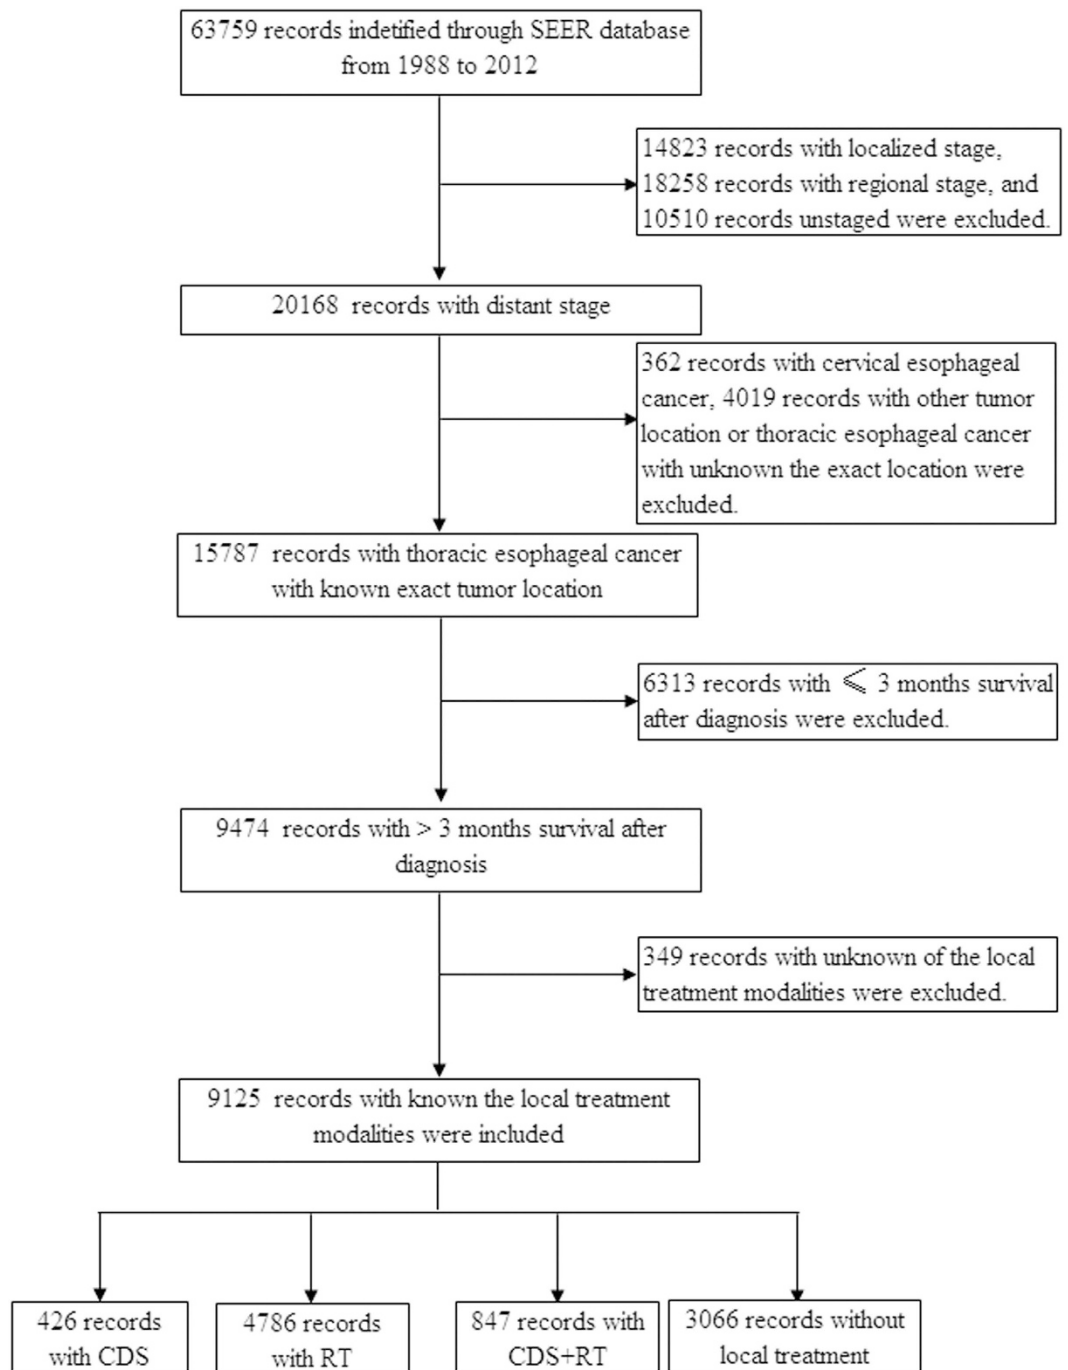 63759 records indetified through SEER database
from 1988 to 2012
14823 records with localized stage,
18258 records with regional stage, and
10510 records unstaged were excluded.
20168 records with distant stage
362 records with cervical esophageal
cancer, 4019 records with other tumor
location or thoracic esophageal cancer
with unknown the exact location were
excluded.
15787 records with thoracic esophageal cancer
with known exact tumor location
6313 records with ⩽ 3 months survival
after diagnosis were excluded.
9474 records with > 3 months survival after
diagnosis
349 records with unknown of the local
treatment modalities were excluded.
9125 records with known the local treatment
modalities were included
426 records
with CDS
4786 records
with RT
847 records with
CDS+RT
3066 records without
local treatment